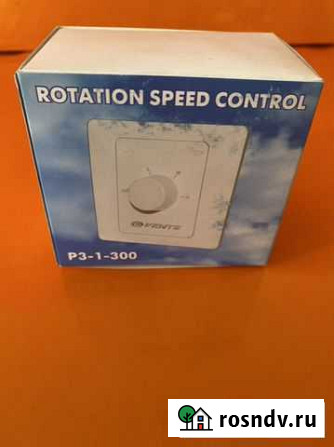 ROTATION SPEED CONTROL
VENTS
P3-1-300
rosndv.ru